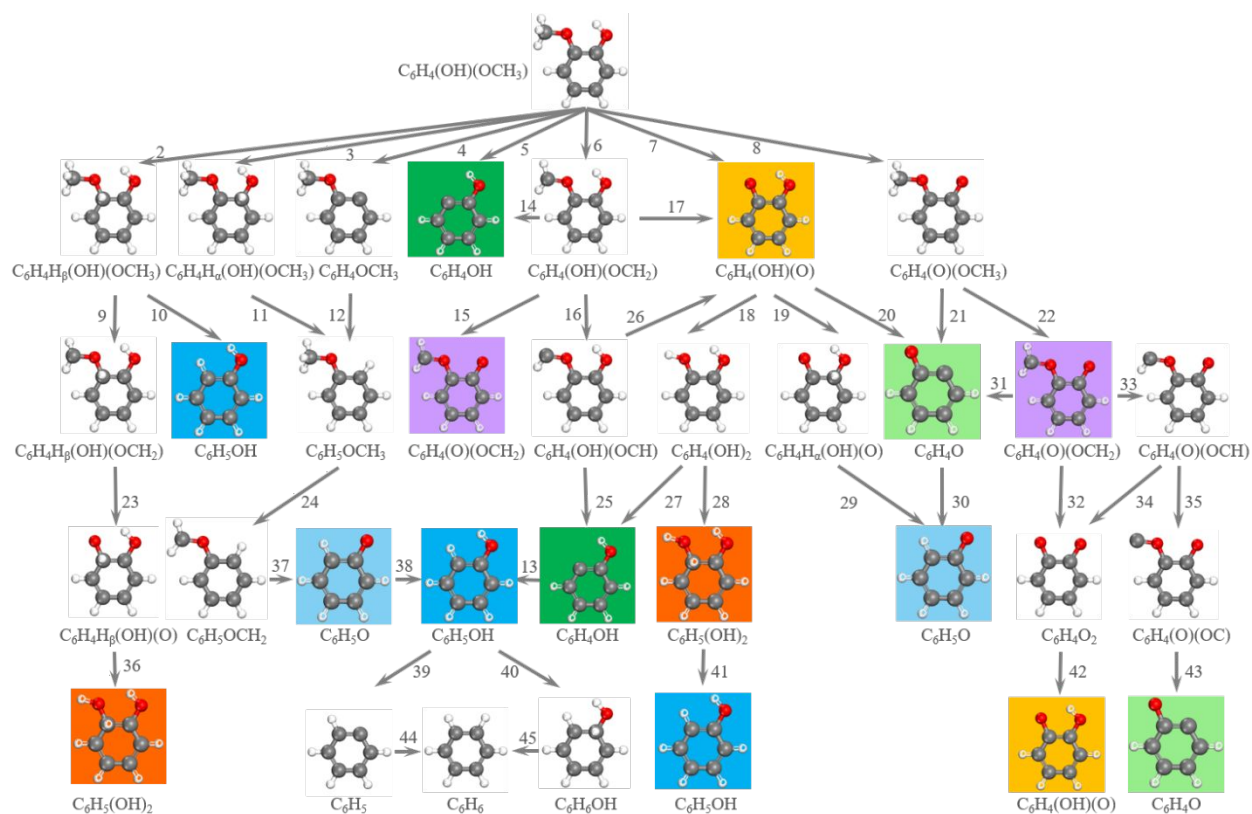 C₆H₄(OH)(OCH₃)
2 3 4 5 6 7 8
14 17
C₆H₄Hᵦ(OH)(OCH₃) C₆H₄Hα(OH)(OCH₃) C₆H₄OCH₃ C₆H₄OH C₆H₄(OH)(OCH₂) C₆H₄(OH)(O) C₆H₄(O)(OCH₃)
9 10 11 12 15 16 26 18 19 20 21 22
31 33
C₆H₄Hᵦ(OH)(OCH₂) C₆H₅OH C₆H₅OCH₃ C₆H₄(O)(OCH₂) C₆H₄(OH)(OCH) C₆H₄(OH)₂ C₆H₄Hα(OH)(O) C₆H₄O C₆H₄(O)(OCH₂) C₆H₄(O)(OCH)
23 24 25 27 28 29 30 32 34 35
37 38 13
C₆H₄Hᵦ(OH)(O) C₆H₅OCH₂ C₆H₅O C₆H₅OH C₆H₄OH C₆H₅(OH)₂ C₆H₅O C₆H₄O₂ C₆H₄(O)(OC)
36 39 40 41 42 43
44 45
C₆H₅(OH)₂ C₆H₅ C₆H₆ C₆H₆OH C₆H₅OH C₆H₄(OH)(O) C₆H₄O